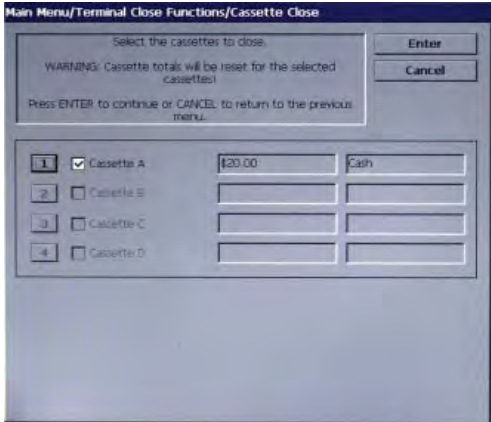 Main Menu/Terminal Close Functions/Cassette Close
Select the cassettes to close.
WARNING: Cassette totals will be reset for the selected
cassettes!
Press ENTER to continue or CANCEL to return to the previous
menu.
Enter
Cancel
1 Cassette A $20.00 Cash
2 Cassette B
3 Cassette C
4 Cassette D